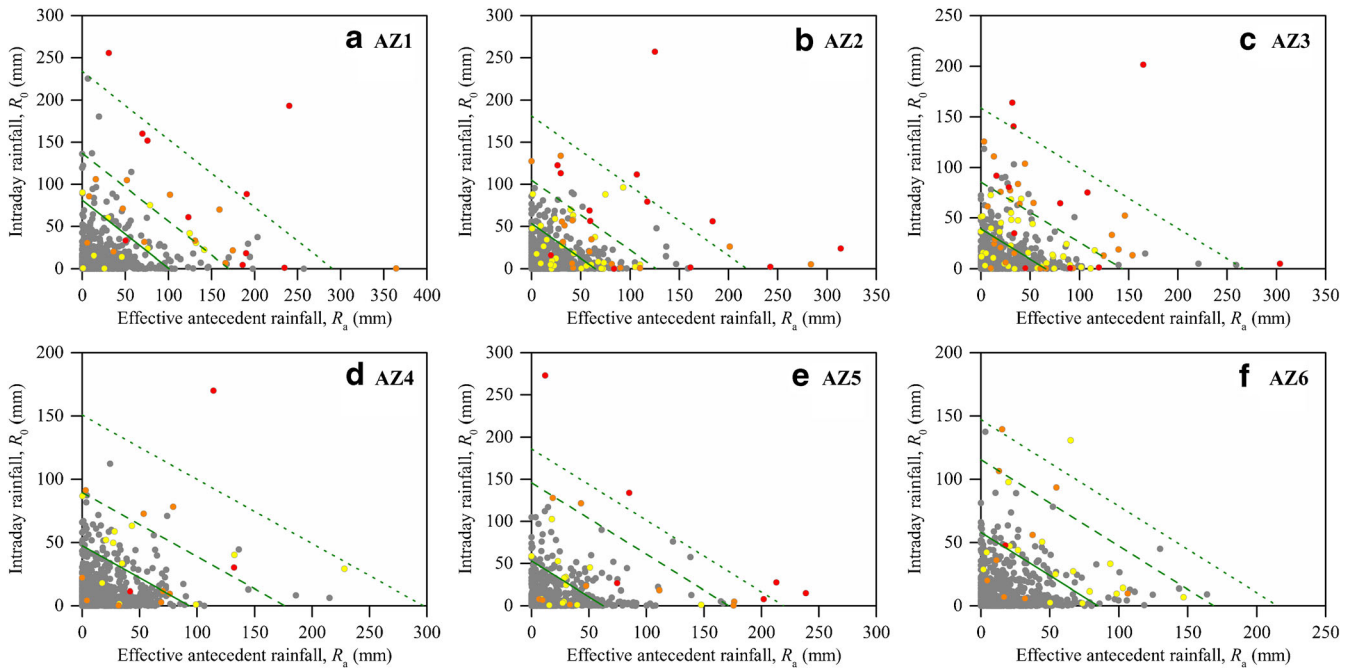 a AZ1
Intraday rainfall, R0 (mm)
300
250
200
150
100
50
0
0 50 100 150 200 250 300 350 400
Effective antecedent rainfall, Ra (mm)
b AZ2
Intraday rainfall, R0 (mm)
300
250
200
150
100
50
0
0 50 100 150 200 250 300 350
Effective antecedent rainfall, Ra (mm)
c AZ3
Intraday rainfall, R0 (mm)
250
200
150
100
50
0
0 50 100 150 200 250 300 350
Effective antecedent rainfall, Ra (mm)
d AZ4
Intraday rainfall, R0 (mm)
200
150
100
50
0
0 50 100 150 200 250 300
Effective antecedent rainfall, Ra (mm)
e AZ5
Intraday rainfall, R0 (mm)
300
250
200
150
100
50
0
0 50 100 150 200 250 300
Effective antecedent rainfall, Ra (mm)
f AZ6
Intraday rainfall, R0 (mm)
200
150
100
50
0
0 50 100 150 200 250
Effective antecedent rainfall, Ra (mm)